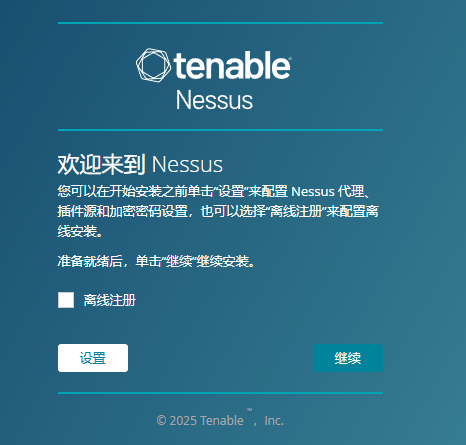 tenable
Nessus
欢迎来到 Nessus
您可以在开始安装之前单击“设置”来配置 Nessus 代理、
插件源和加密密码设置，也可以选择“离线注册”来配置离
线安装。
准备就绪后，单击“继续”继续安装。
离线注册
设置
继续
© 2025 Tenable™, Inc.